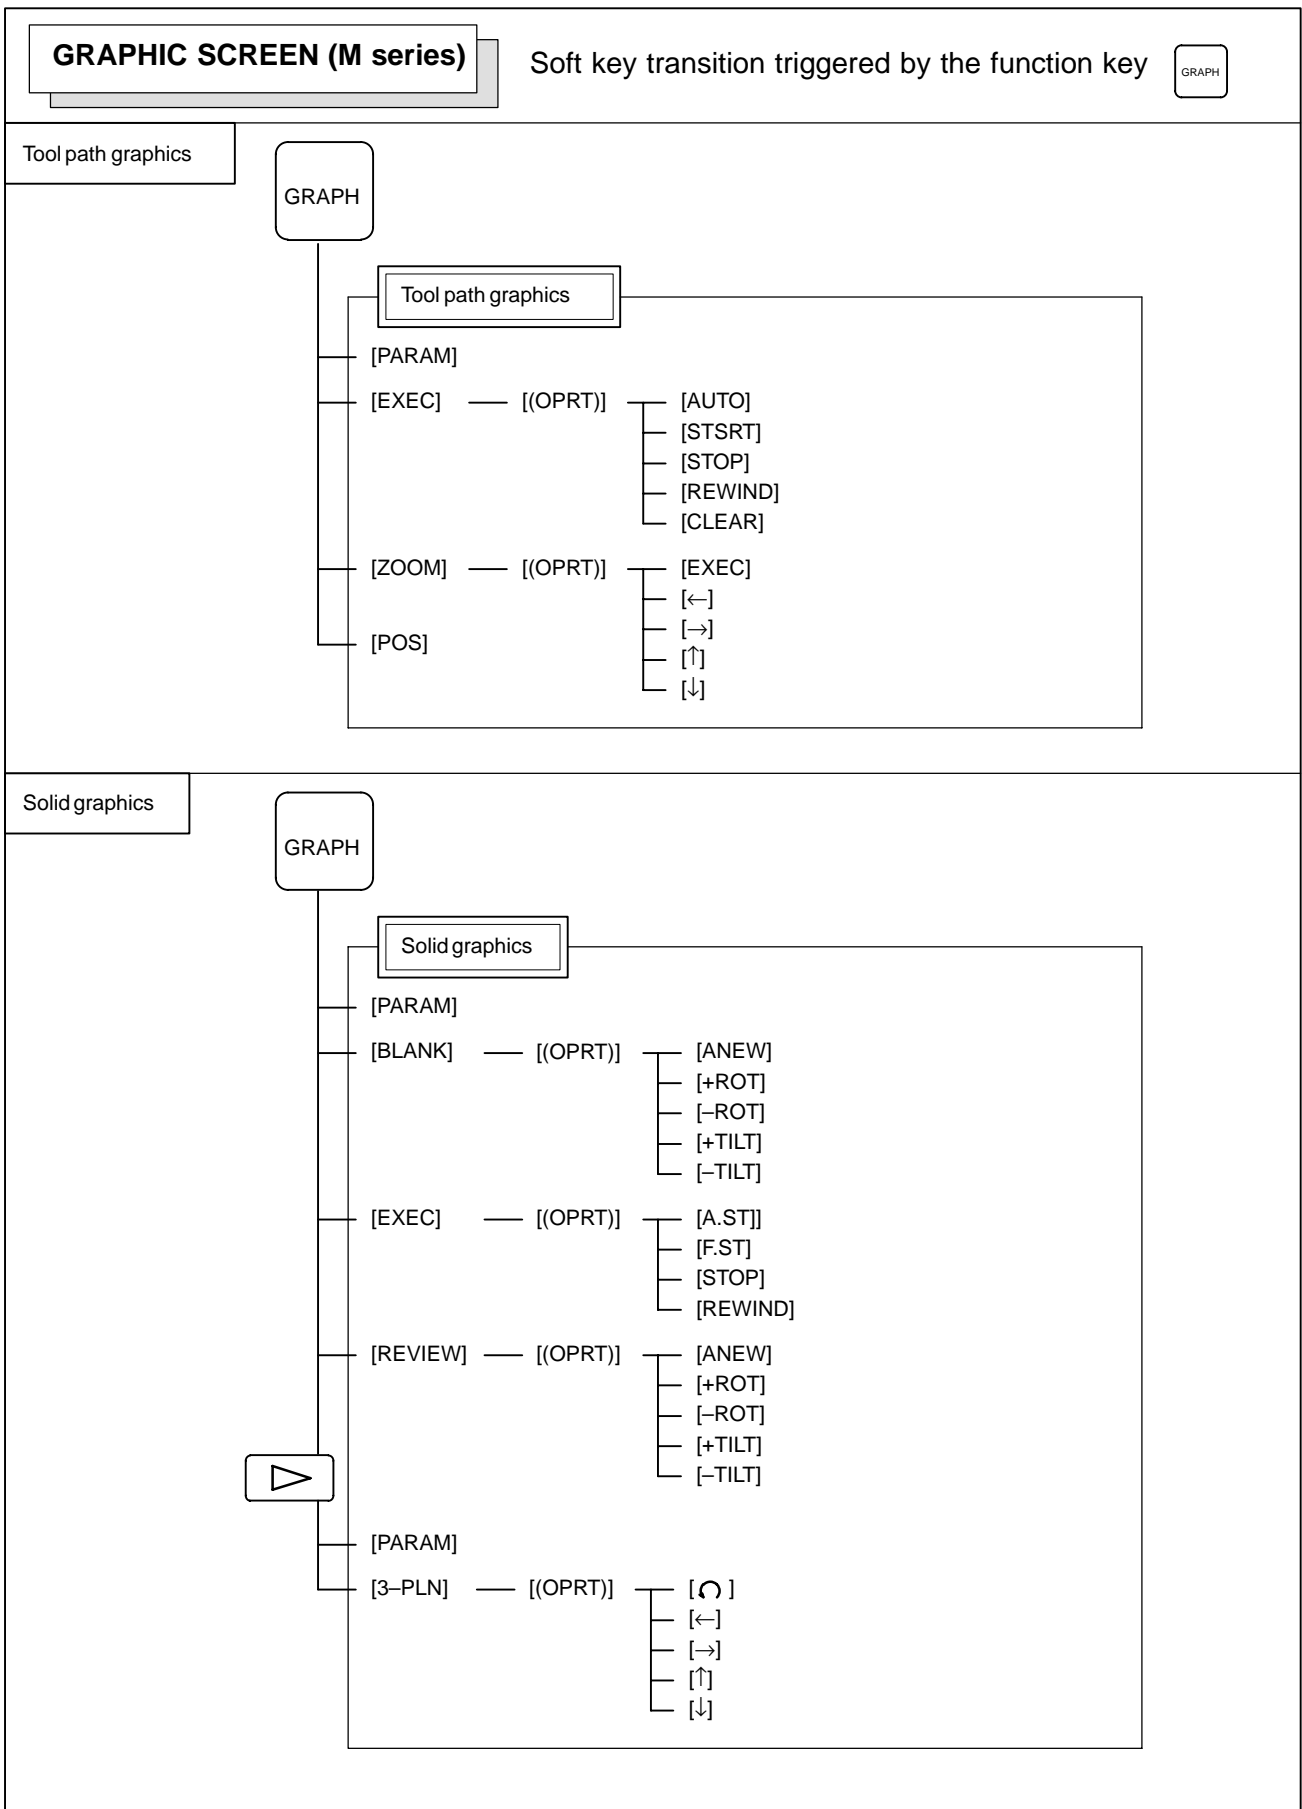 GRAPHIC SCREEN (M series)
Soft key transition triggered by the function key
GRAPH
Tool path graphics
GRAPH
Tool path graphics
[PARAM]
[EXEC] [(OPRT)] [AUTO]
[STSRT]
[STOP]
[REWIND]
[CLEAR]
[ZOOM] [(OPRT)] [EXEC]
[←]
[→]
[POS]
[↑]
[↓]
Solid graphics
GRAPH
Solid graphics
[PARAM]
[BLANK] [(OPRT)] [ANEW]
[+ROT]
[–ROT]
[+TILT]
[–TILT]
[EXEC] [(OPRT)] [A.ST]]
[F.ST]
[STOP]
[REWIND]
[REVIEW] [(OPRT)] [ANEW]
[+ROT]
[–ROT]
[+TILT]
[–TILT]
[PARAM]
[3–PLN] [(OPRT)] [ ]
[←]
[→]
[↑]
[↓]